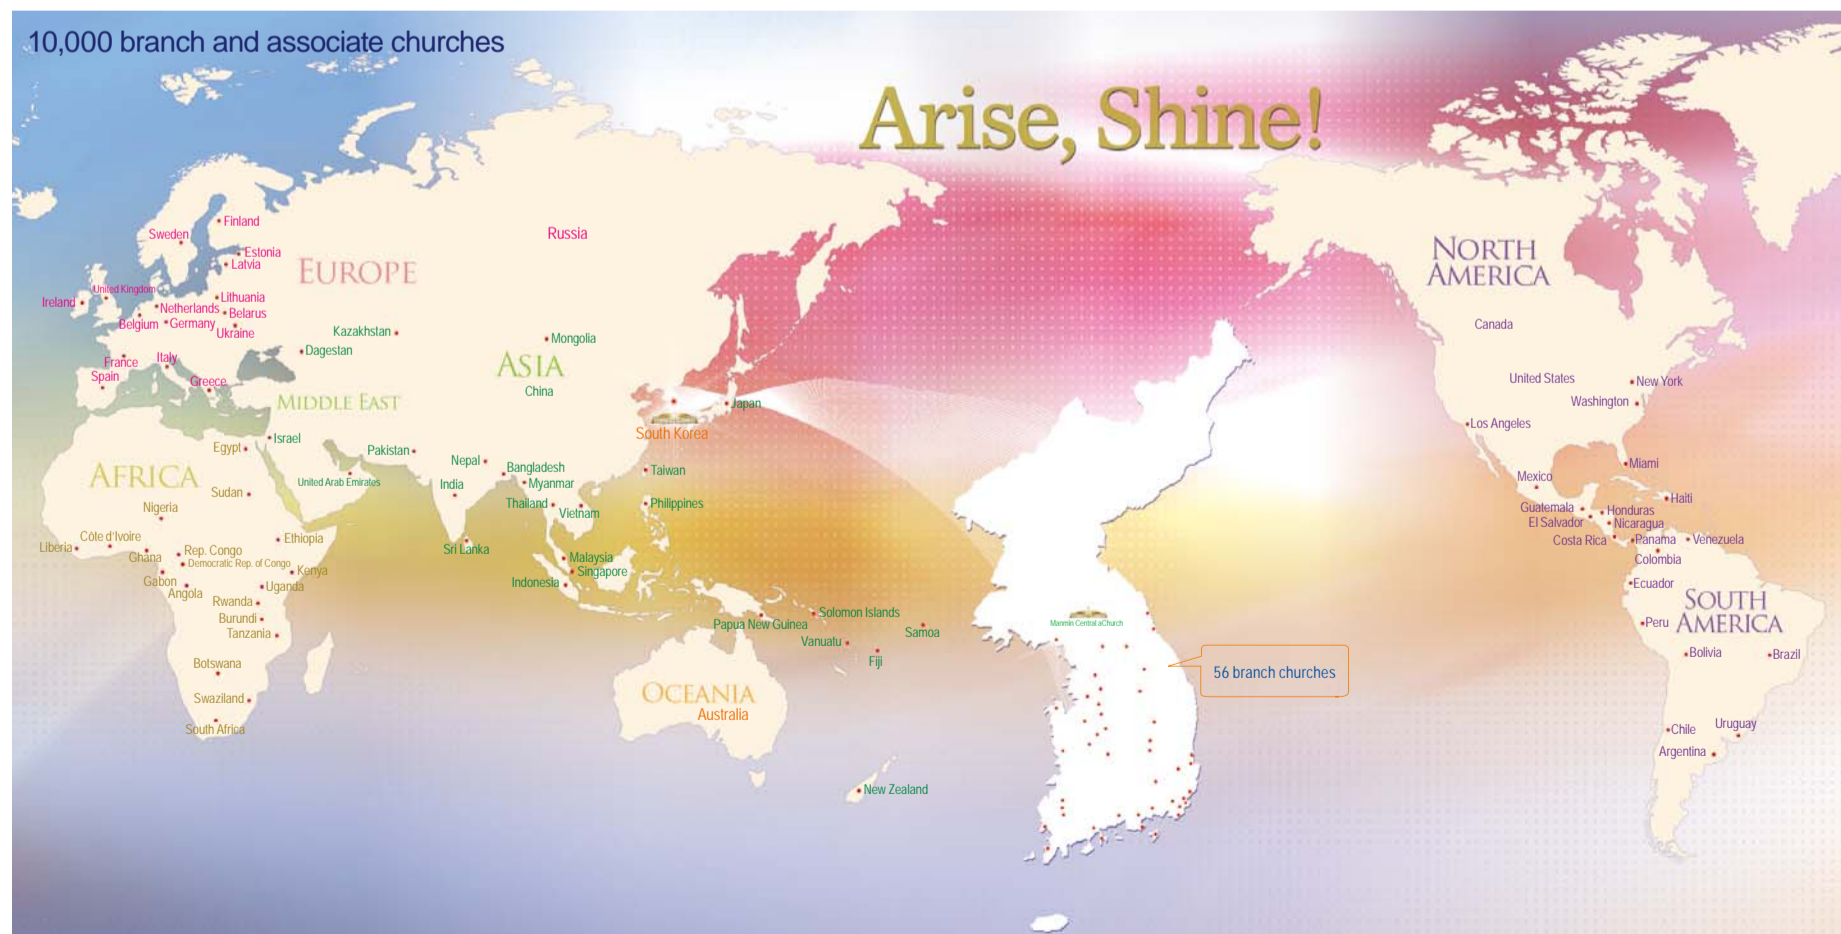 10,000 branch and associate churches
Arise, Shine!
Finland
Sweden
Estonia
Latvia
EUROPE
Russia
United Kingdom
Ireland
Lithuania
Netherlands
Belarus
Belgium
Germany
Ukraine
France
Italy
Spain
Greece
Kazakhstan
Dagestan
Mongolia
ASIA
China
MIDDLE EAST
Japan
South Korea
Israel
Egypt
Pakistan
Nepal
Bangladesh
India
Myanmar
United Arab Emirates
Taiwan
Thailand
Vietnam
Philippines
Sri Lanka
Malaysia
Singapore
Indonesia
AFRICA
Sudan
Nigeria
Côte d'Ivoire
Liberia
Ghana
Ethiopia
Rep. Congo
Democratic Rep. of Congo
Kenya
Gabon
Angola
Uganda
Rwanda
Burundi
Tanzania
Botswana
Swaziland
South Africa
Papua New Guinea
Solomon Islands
Vanuatu
Samoa
Fiji
OCEANIA
Australia
New Zealand
Manmin Central aChurch
56 branch churches
NORTH
AMERICA
Canada
United States
New York
Washington
Los Angeles
Miami
Mexico
Haiti
Guatemala
Honduras
El Salvador
Nicaragua
Costa Rica
Panama
Venezuela
Colombia
Ecuador
SOUTH
AMERICA
Peru
Bolivia
Brazil
Chile
Uruguay
Argentina